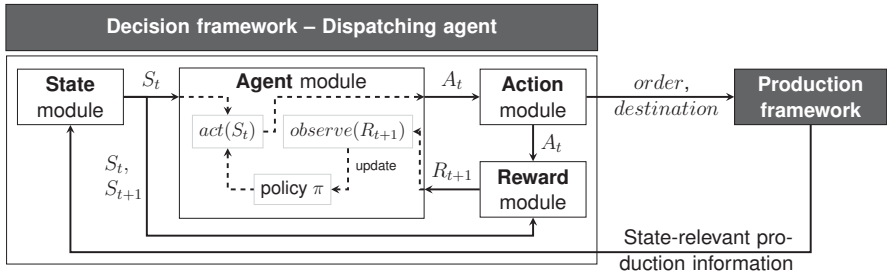 Decision framework – Dispatching agent
State
module
S_t
Agent module
act(S_t)
observe(R_{t+1})
update
policy π
A_t
Action
module
order,
destination
Production
framework
A_t
S_t,
S_{t+1}
R_{t+1}
Reward
module
State-relevant pro-
duction information